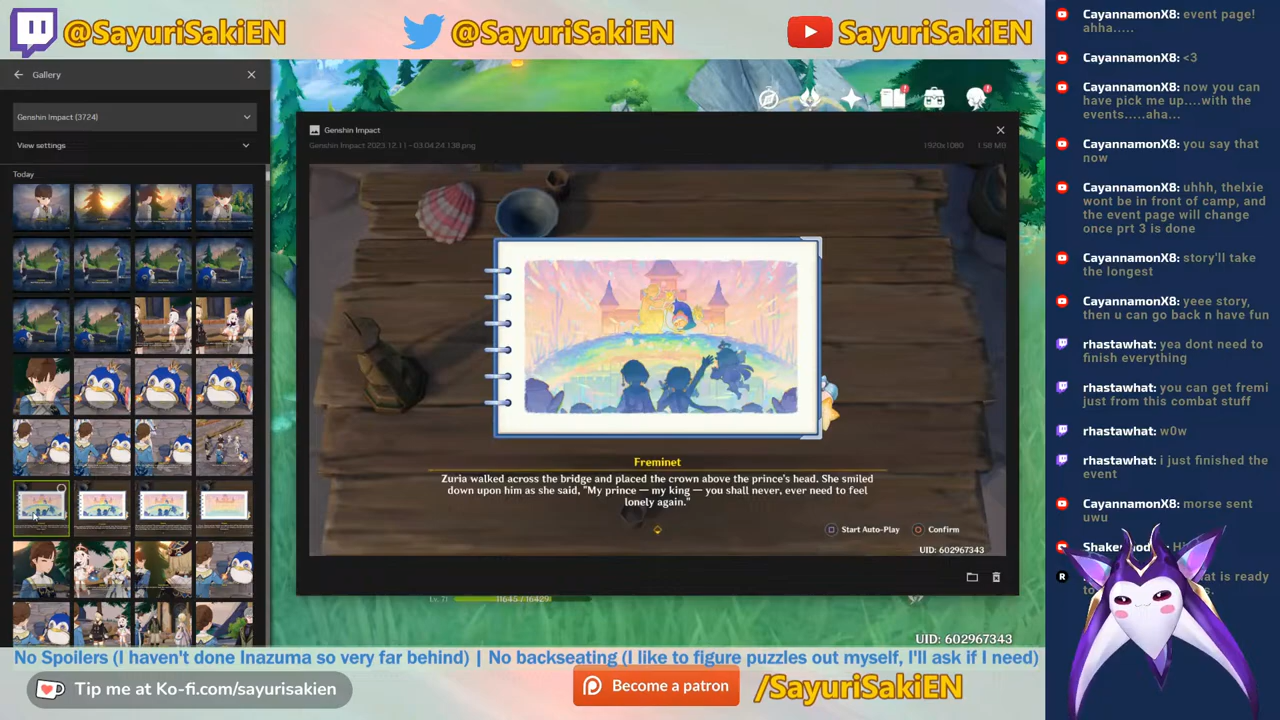 @SayuriSakiEN
@SayuriSakiEN
SayuriSakiEN
Gallery
Genshin Impact (3724)
View settings
Today
Genshin Impact
Genshin Impact 2023.12.11 - 03.04.24.138.png
1920x1080
1.58 MB
Freminet
Zuria walked across the bridge and placed the crown above the prince's head. She smiled
down upon him as she said, "My prince — my king — you shall never, ever need to feel
lonely again."
Start Auto-Play
Confirm
UID: 602967343
Lv. 71
11645 / 16429
UID: 602967343
CayannamonX8: event page!
ahha.....
CayannamonX8: <3
CayannamonX8: now you can
have pick me up....with the
events.....aha...
CayannamonX8: you say that
now
CayannamonX8: uhhh, thelxie
wont be in front of camp, and
the event page will change
once prt 3 is done
CayannamonX8: story'll take
the longest
CayannamonX8: yeee story,
then u can go back n have fun
rhastawhat: yea dont need to
finish everything
rhastawhat: you can get fremi
just from this combat stuff
rhastawhat: w0w
rhastawhat: i just finished the
event
CayannamonX8: morse sent
uwu
R
at is ready
No Spoilers (I haven't done Inazuma so very far behind) | No backseating (I like to figure puzzles out myself, I'll ask if I need)
Tip me at Ko-fi.com/sayurisakien
Become a patron
/SayuriSakiEN